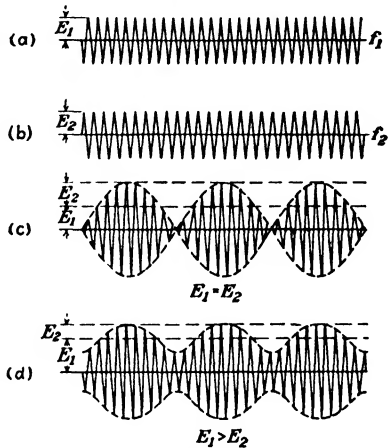 (a) E₁ f₁
(b) E₂ f₂
E₂
(c) E₁
E₁ = E₂
E₂
E₁
(d)
E₁ > E₂